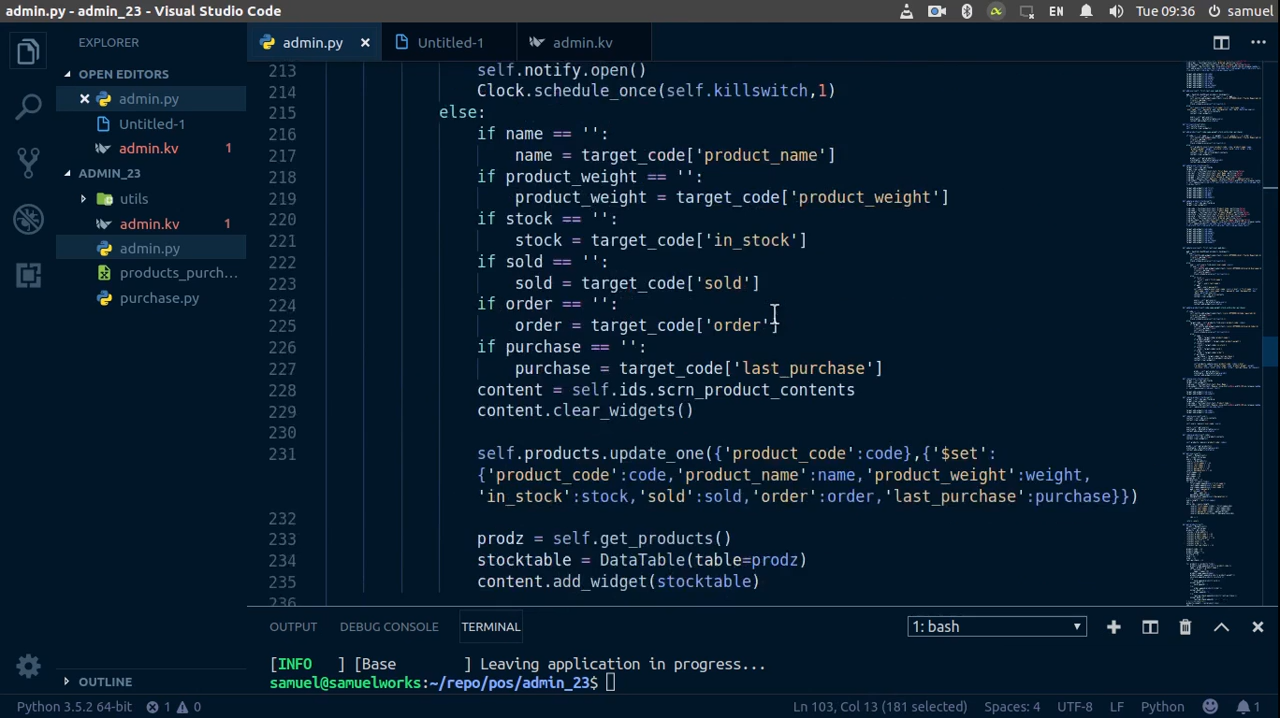 admin.py - admin_23 - Visual Studio Code
EN
Tue 09:36
samuel
EXPLORER
OPEN EDITORS
admin.py
Untitled-1
admin.kv 1
ADMIN_23
utils
admin.kv 1
admin.py
products_purch...
purchase.py
OUTLINE
admin.py
Untitled-1
admin.kv
213 self.notify.open()
214 Clock.schedule_once(self.killswitch,1)
215 else:
216 if name == '':
217 name = target_code['product_name']
218 if product_weight == '':
219 product_weight = target_code['product_weight']
220 if stock == '':
221 stock = target_code['in_stock']
222 if sold == '':
223 sold = target_code['sold']
224 if order == '':
225 order = target_code['order']
226 if purchase == '':
227 purchase = target_code['last_purchase']
228 content = self.ids.scrn_product_contents
229 content.clear_widgets()
230
231 self.products.update_one({'product_code':code},{'$set':
{'product_code':code,'product_name':name,'product_weight':weight,
'in_stock':stock,'sold':sold,'order':order,'last_purchase':purchase}})
232
233 prodz = self.get_products()
234 stocktable = DataTable(table=prodz)
235 content.add_widget(stocktable)
236
OUTPUT
DEBUG CONSOLE
TERMINAL
1: bash
[INFO ] [Base ] Leaving application in progress...
samuel@samuelworks:~/repo/pos/admin_23$
Python 3.5.2 64-bit
1
0
Ln 103, Col 13 (181 selected)
Spaces: 4
UTF-8
LF
Python
1